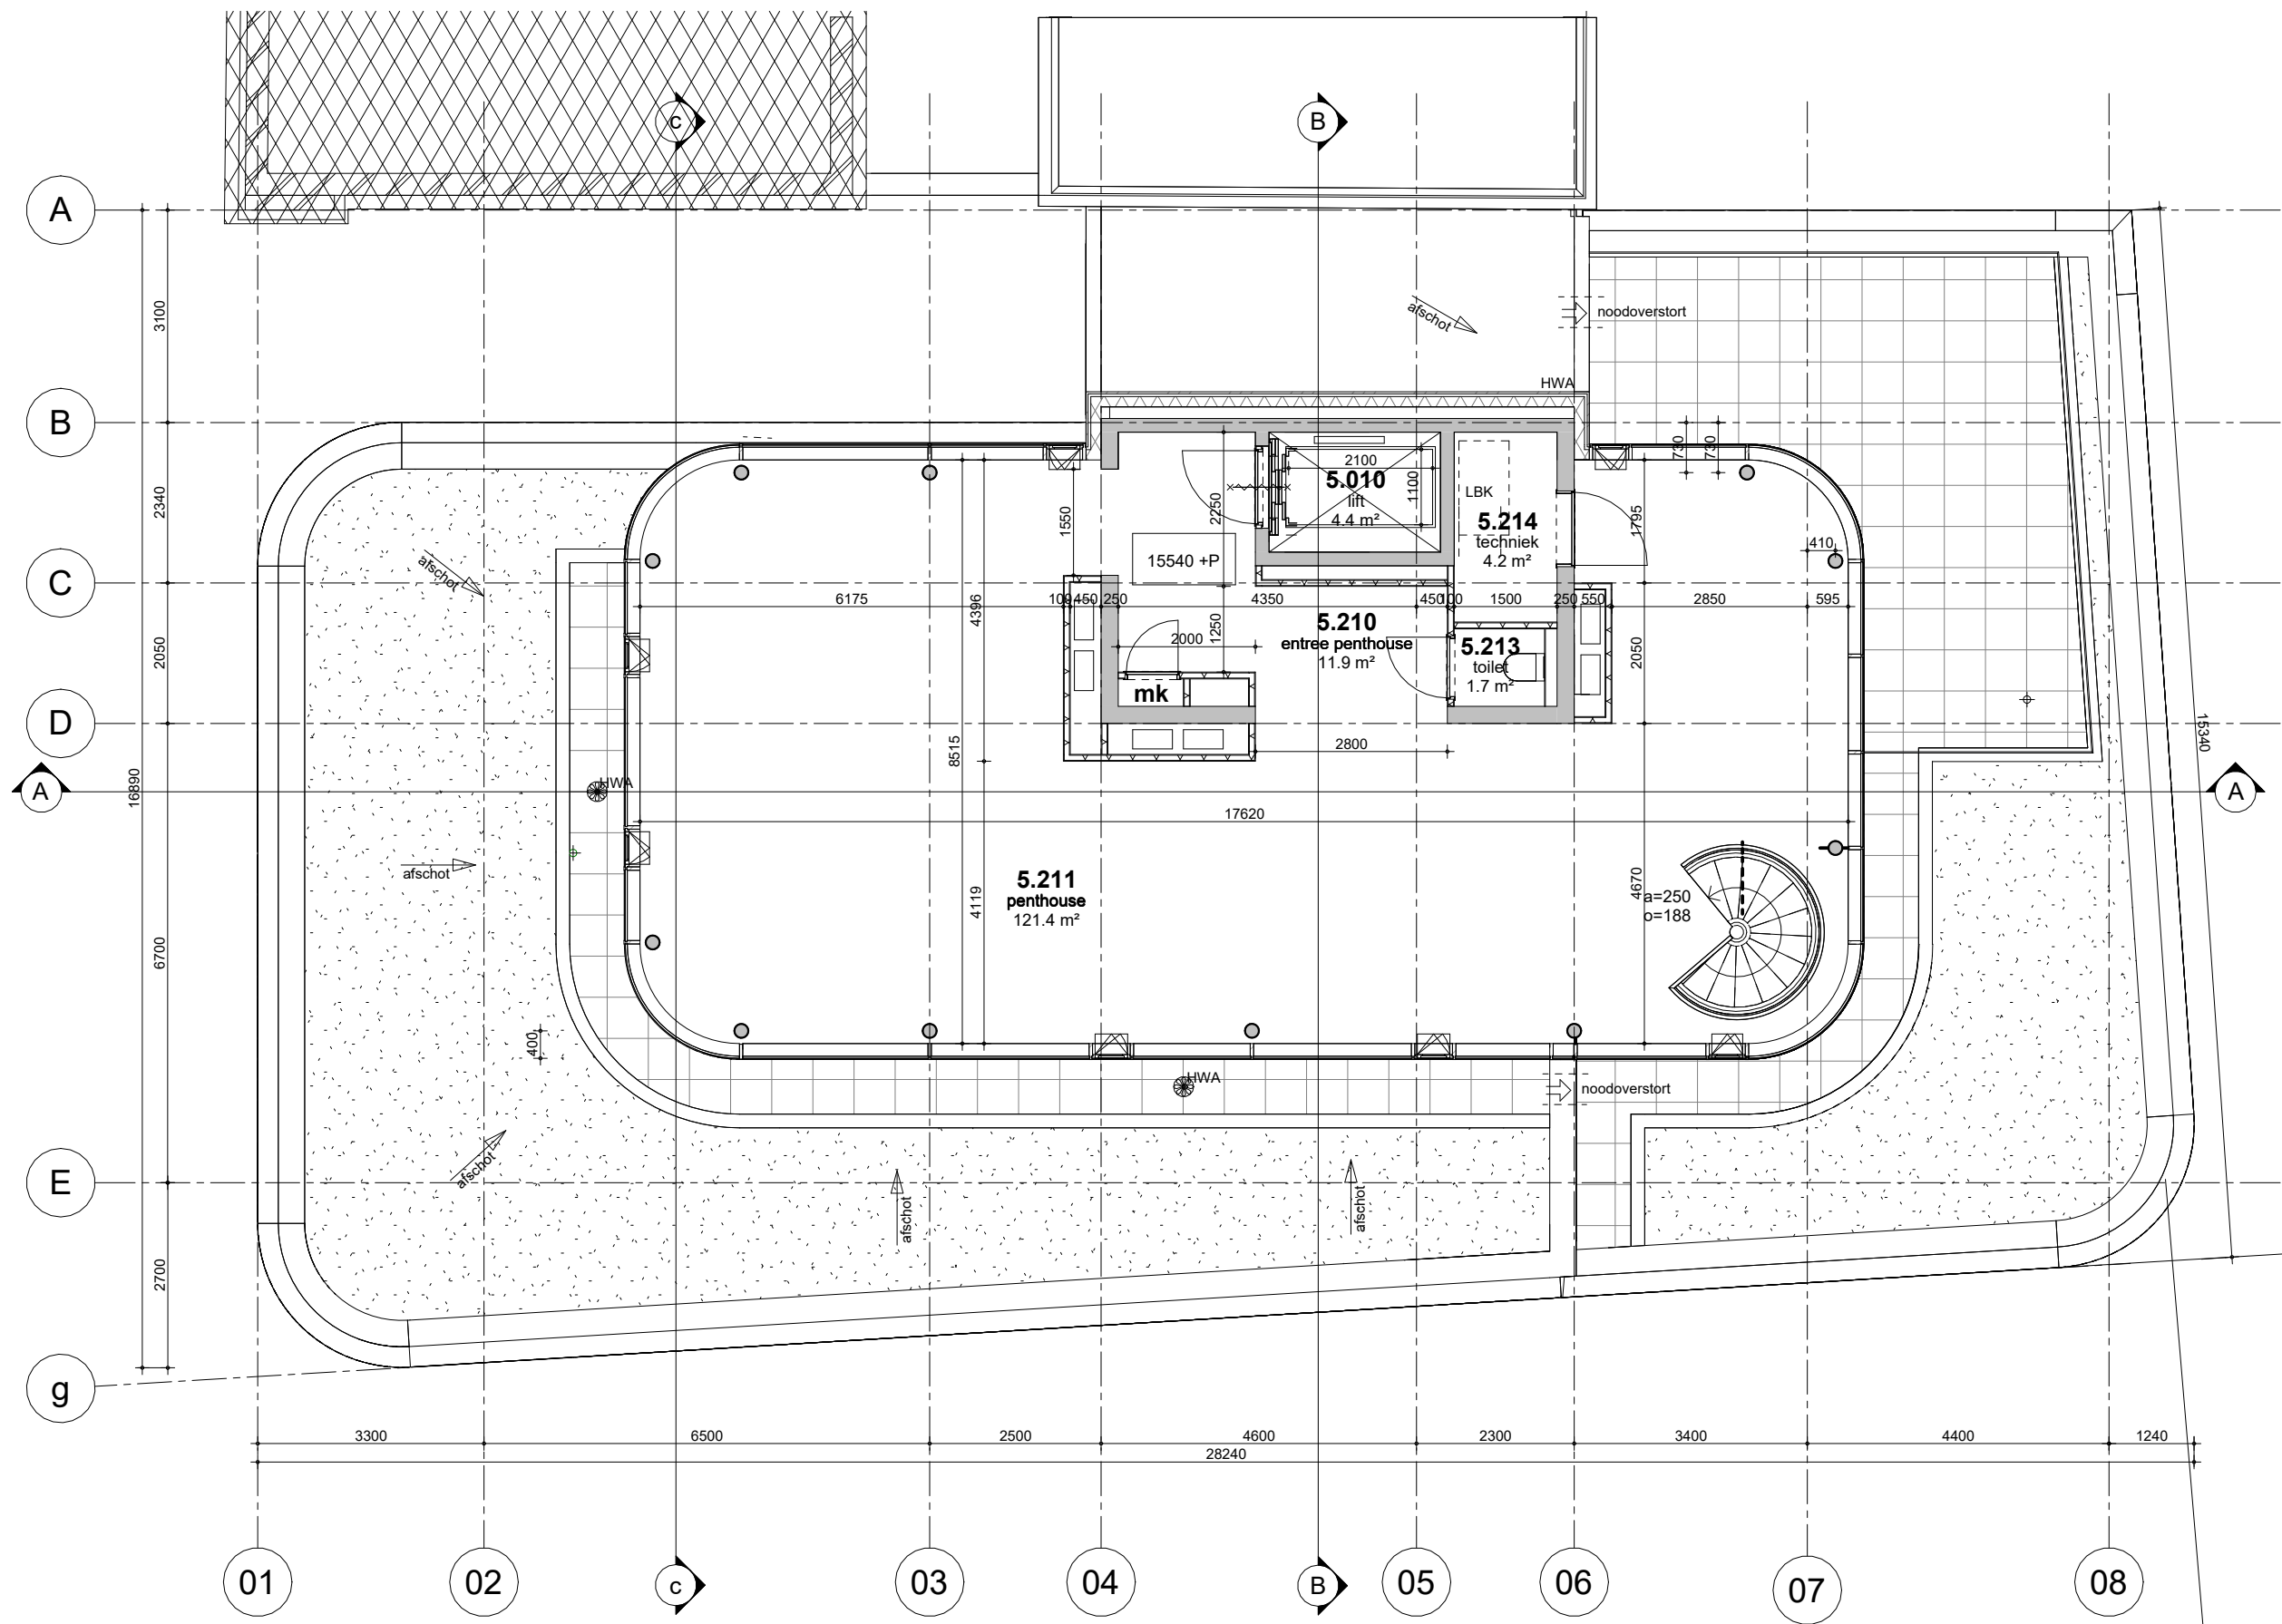 c
B
A
3100
afschot
noodoverstort
HWA
B
730
730
2340
2100
5.010
lift
4.4 m²
1100
LBK
5.214
techniek
4.2 m²
2250
1550
1795
410
15540 +P
afschot
C
6175
100
450
250
4350
450
100
1500
250
550
2850
595
4396
1250
5.210
entree penthouse
11.9 m²
2000
5.213
toilet
1.7 m²
2050
2050
mk
D
2800
8515
15340
16890
A
HWA
A
17620
afschot
5.211
penthouse
121.4 m²
4119
4670
a=250
o=188
6700
400
HWA
noodoverstort
afschot
E
afschot
afschot
2700
g
3300
6500
2500
4600
2300
3400
4400
1240
28240
01
02
c
03
04
B
05
06
07
08